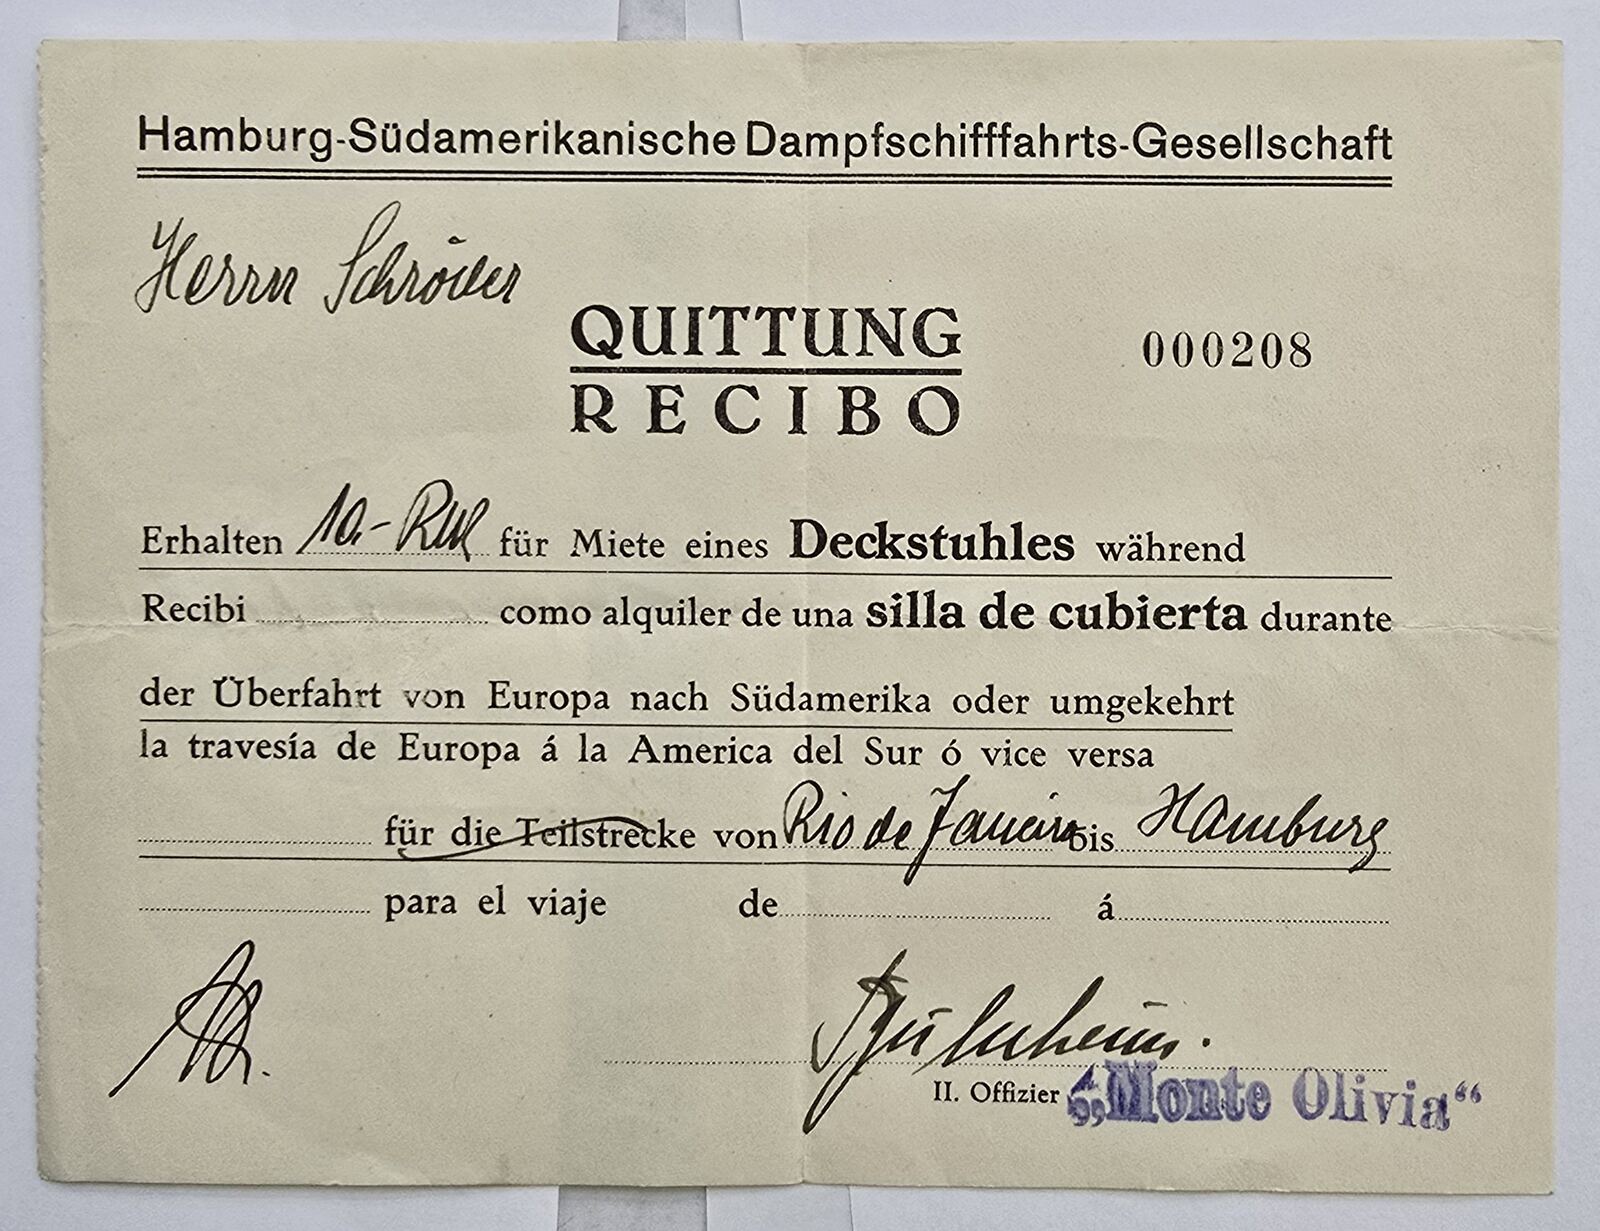 Hamburg-Südamerikanische Dampfschifffahrts-Gesellschaft
Herrn Schröder
QUITTUNG
RECIBO
000208
Erhalten 10.- RM für Miete eines Deckstuhles während
Recibi como alquiler de una silla de cubierta durante
der Überfahrt von Europa nach Südamerika oder umgekehrt
la travesía de Europa á la America del Sur ó vice versa
für die Teilstrecke von Rio de Janeiro bis Hamburg
para el viaje de á
II. Offizier „Monte Olivia“